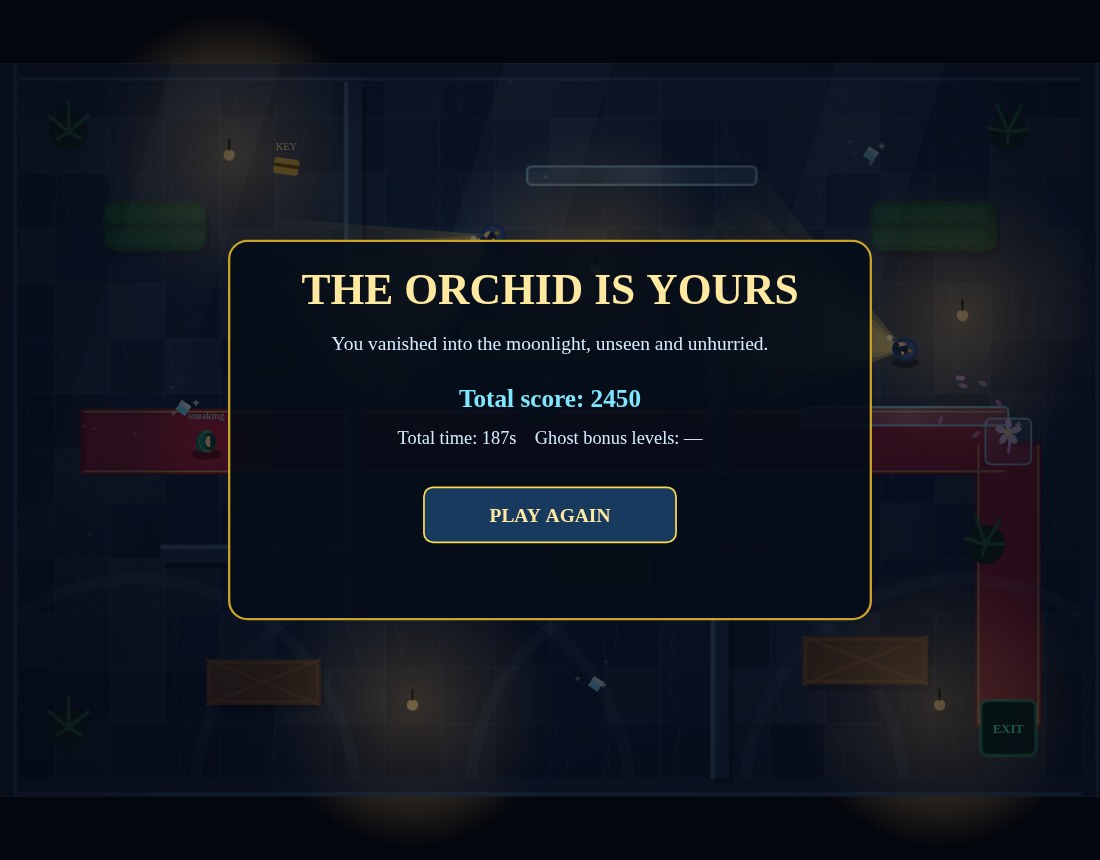 KEY
THE ORCHID IS YOURS
You vanished into the moonlight, unseen and unhurried.
Total score: 2450
sneaking
Total time: 187s Ghost bonus levels: —
PLAY AGAIN
EXIT